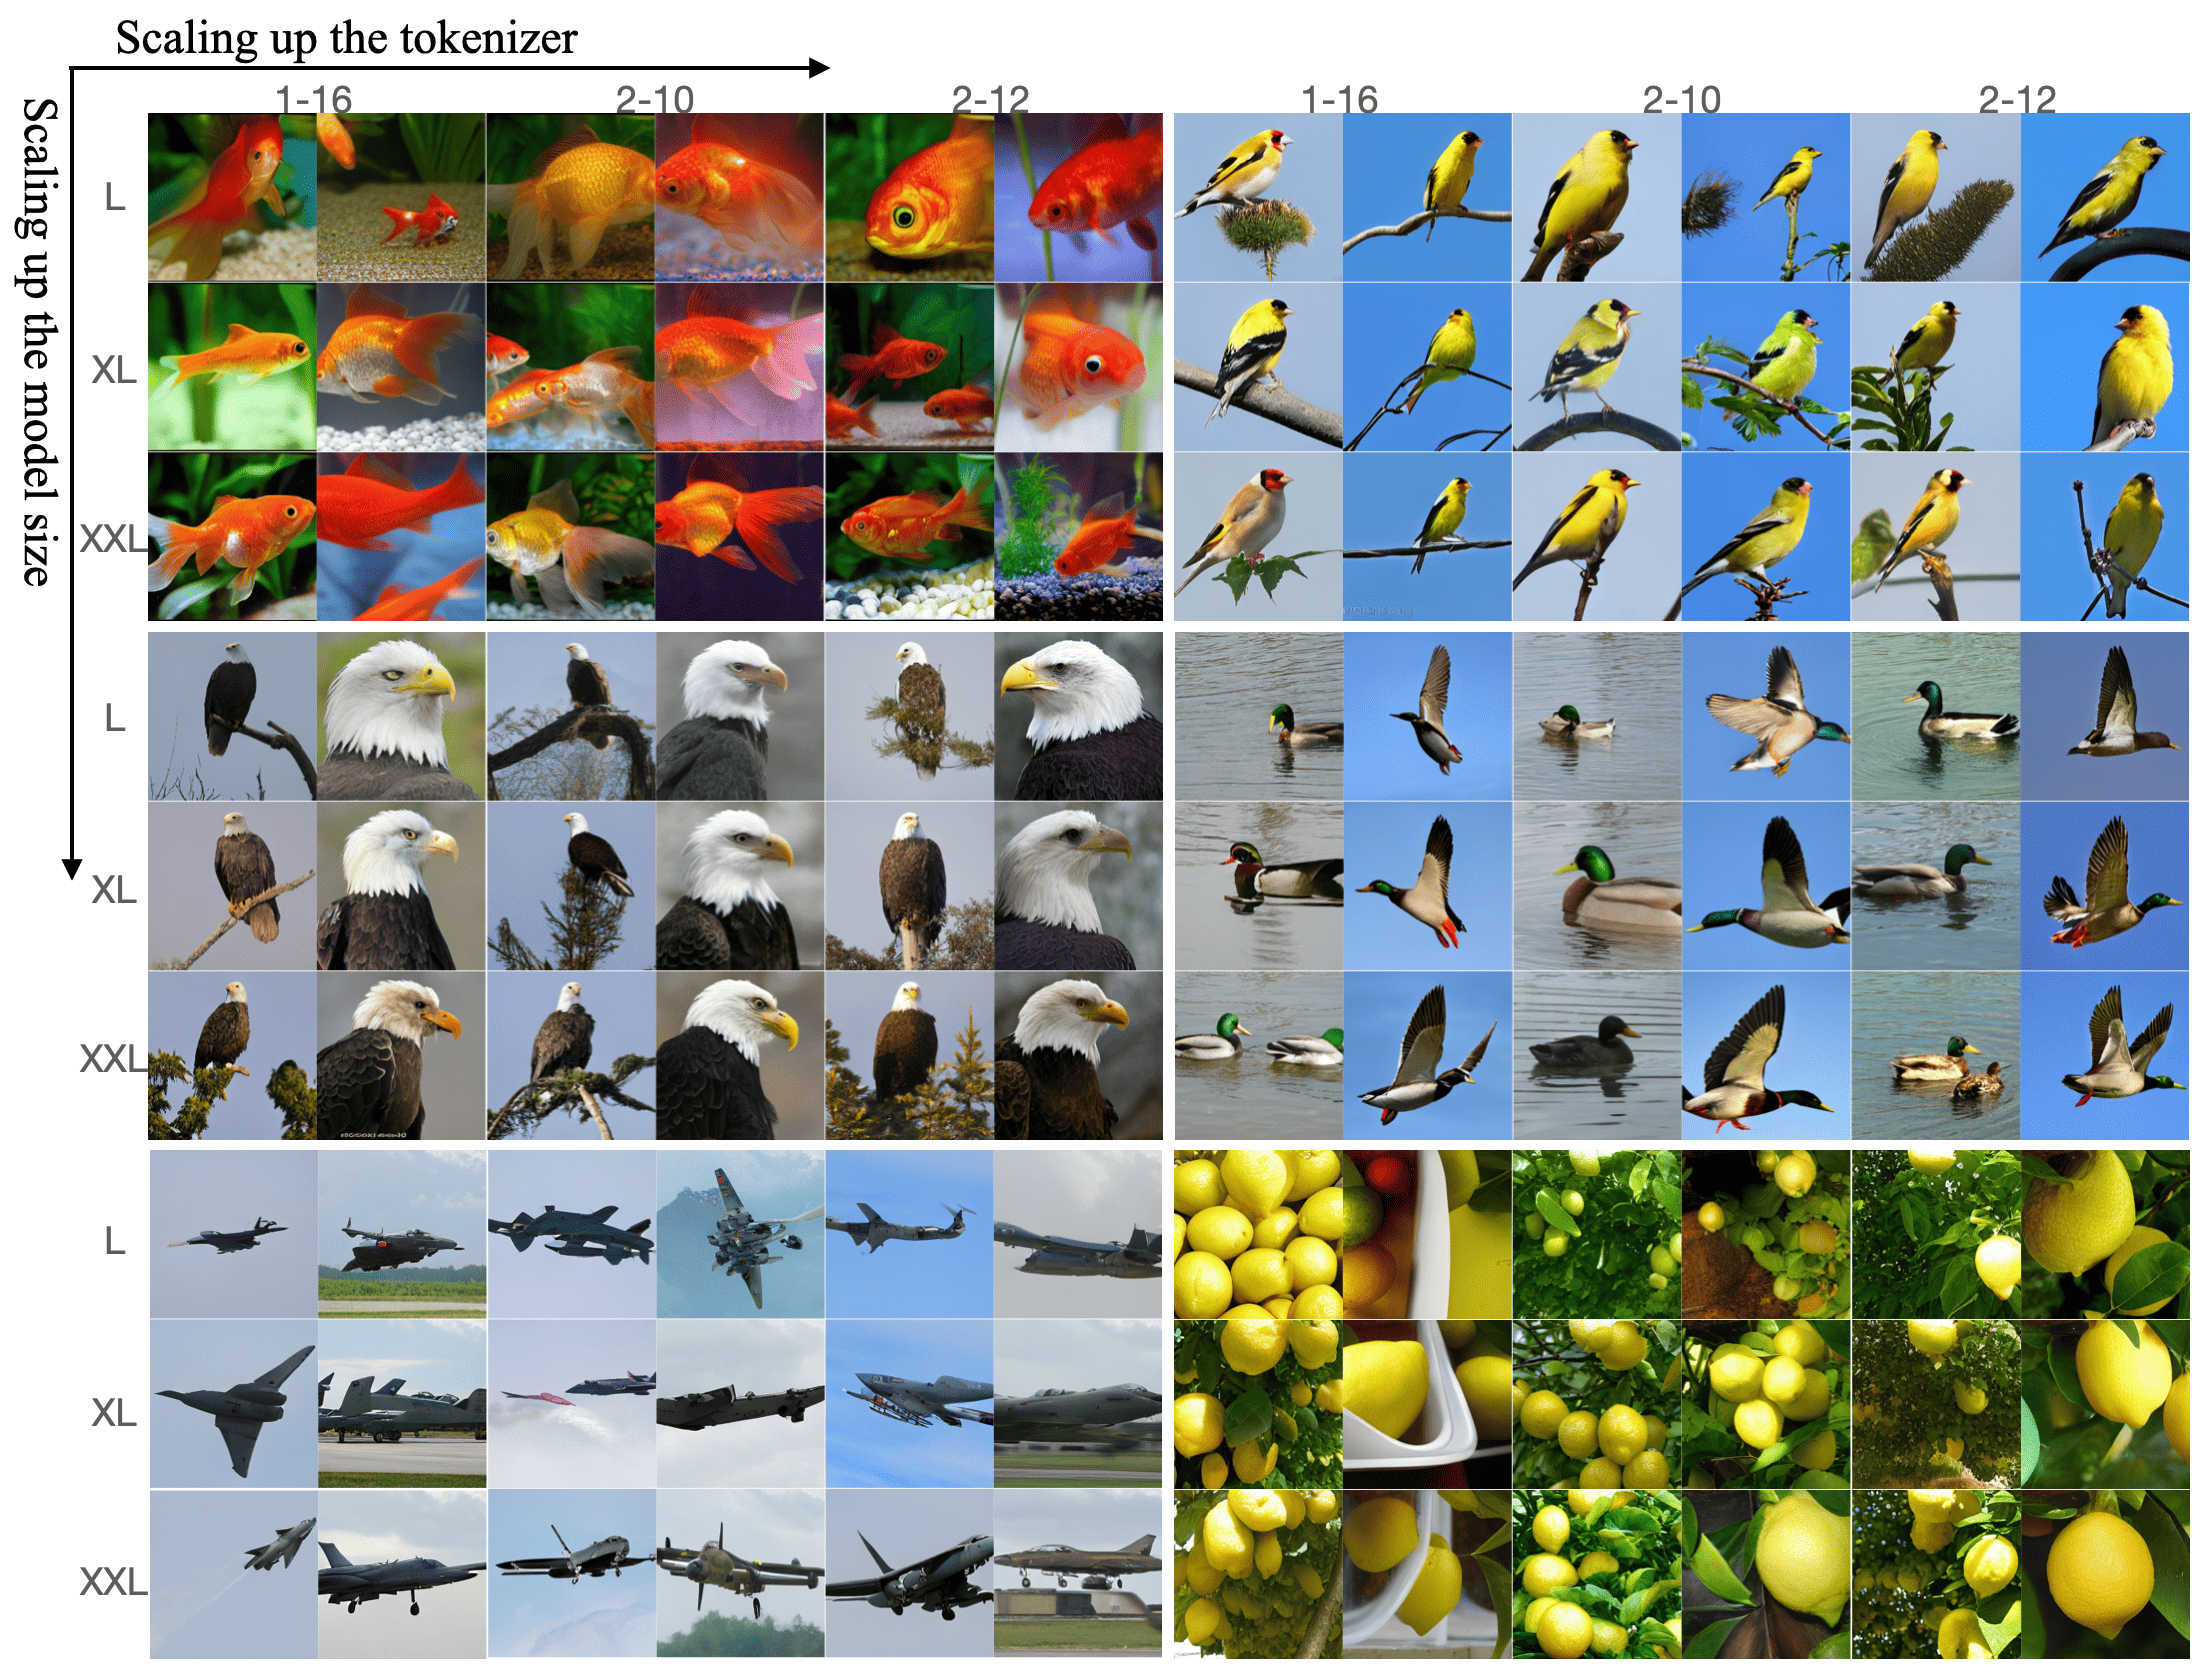 Scaling up the tokenizer
Scaling up the model size
1-16 2-10 2-12 1-16 2-10 2-12
L
XL
XXL
L
XL
XXL
L
XL
XXL